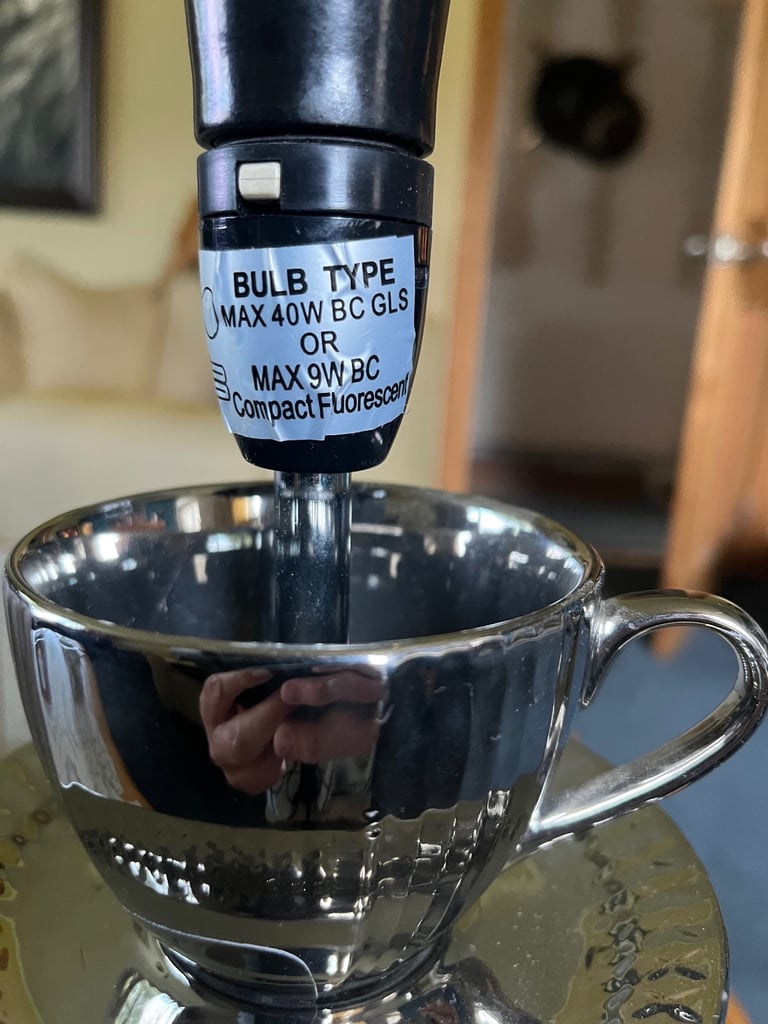 BULB TYPE
MAX 40W BC GLS
OR
MAX 9W BC
Compact Fluorescent